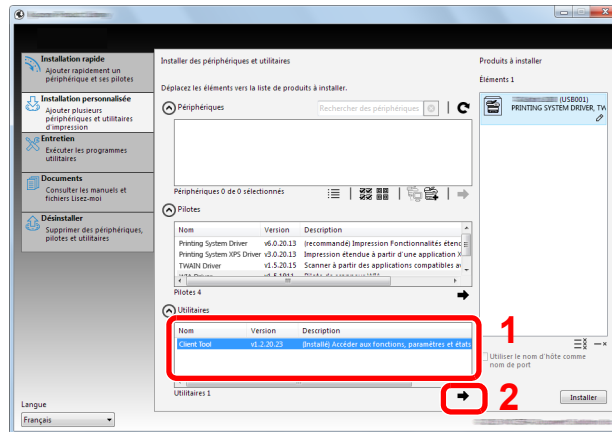 Installation rapide
Ajouter rapidement un
périphérique et ses pilotes
Installation personnalisée
Ajouter plusieurs
périphériques et utilitaires
d'impression
Entretien
Exécuter les programmes
utilitaires
Documents
Consulter les manuels et
fichiers Lisez-moi
Désinstaller
Supprimer des périphériques,
pilotes et utilitaires
Langue
Français
Installer des périphériques et utilitaires
Déplacez les éléments vers la liste de produits à installer.
Périphériques
Rechercher des périphériques
Périphériques 0 de 0 sélectionnés
Pilotes
Nom Version Description
Printing System Driver v6.0.20.13 (recommandé) Impression Fonctionnalités étend
Printing System XPS Driver v3.0.20.13 Impression étendue à partir d'une application X
TWAIN Driver v1.5.20.15 Scanner à partir des applications compatibles av
Pilotes 4
Utilitaires
Nom Version Description
Client Tool v1.2.20.23 (Installé) Accéder aux fonctions, paramètres et états
Utilitaires 1
1
2
Produits à installer
Éléments 1
(USB001)
PRINTING SYSTEM DRIVER, TW
Utiliser le nom d'hôte comme
nom de port
Installer